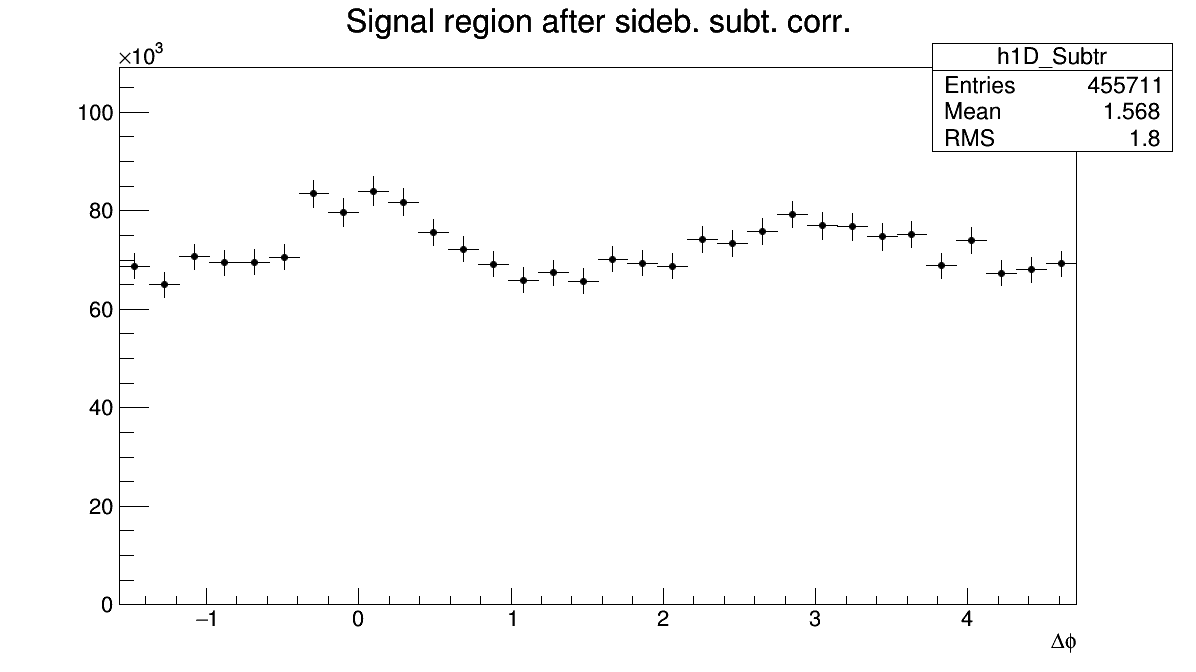 Signal region after sideb. subt. corr.
×10³
h1D_Subtr
Entries 455711
Mean 1.568
RMS 1.8
100
80
60
40
20
0
−1 0 1 2 3 4
Δϕ